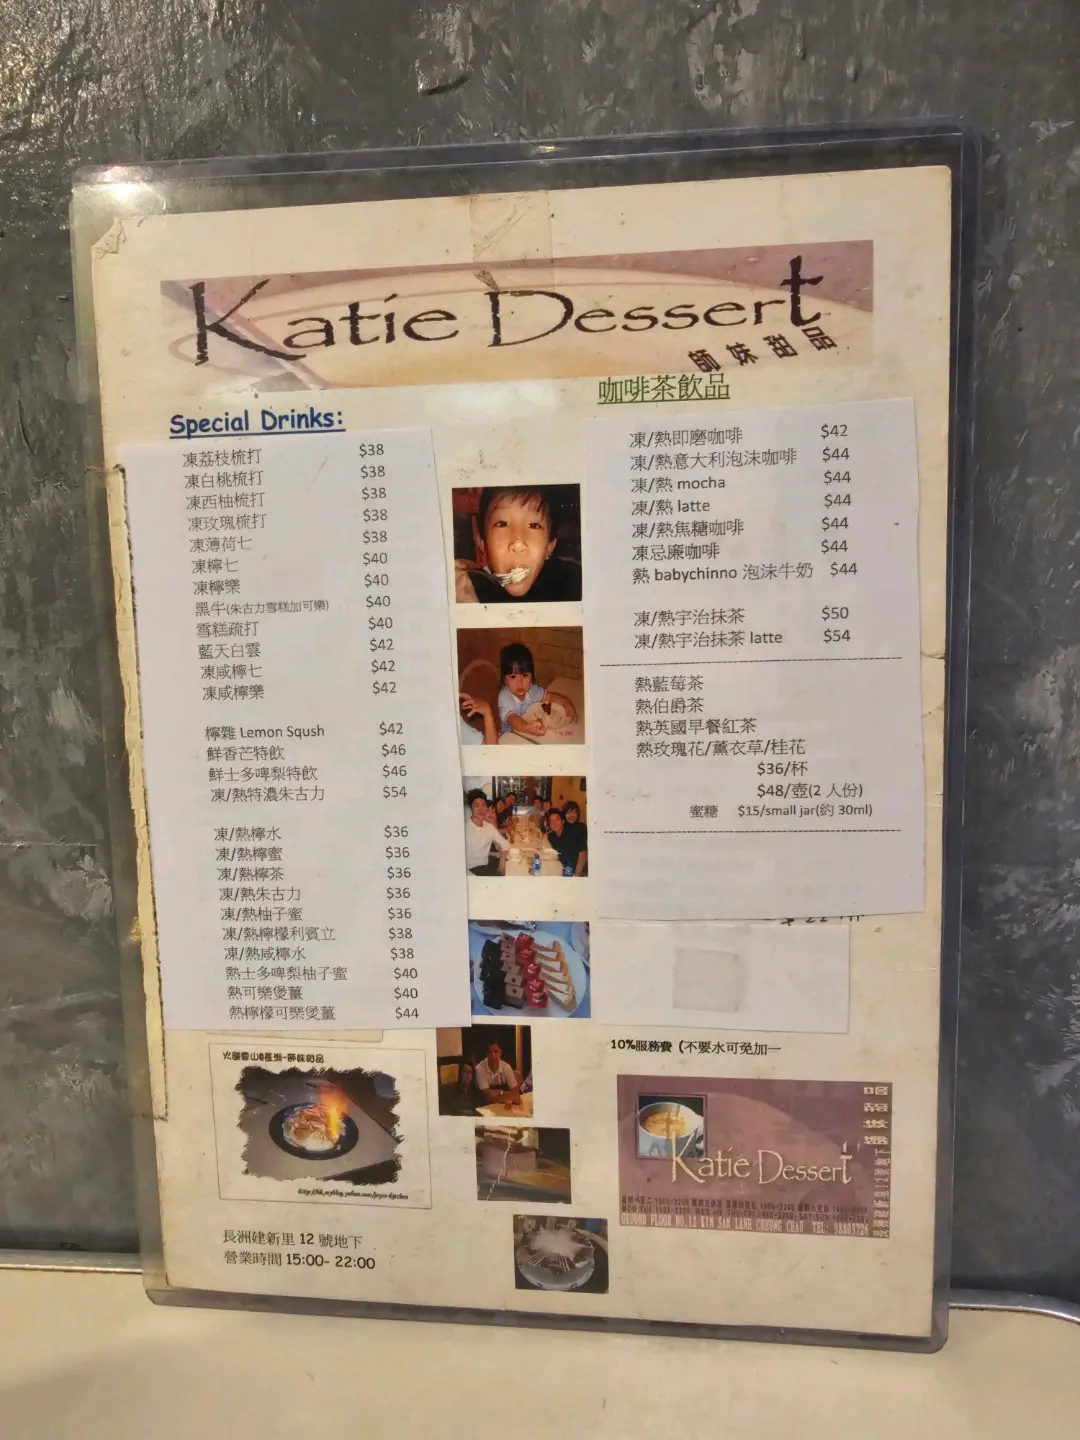 Katie Dessert
師妹甜品
Special Drinks:
凍荔枝梳打 $38
凍白桃梳打 $38
凍西柚梳打 $38
凍玫瑰梳打 $38
凍薄荷七 $38
凍檸七 $40
凍檸樂 $40
黑牛(朱古力雪糕加可樂) $40
雪糕疏打 $40
藍天白雲 $42
凍咸檸七 $42
凍咸檸樂 $42
檸雜 Lemon Sqush $42
鮮香芒特飲 $46
鮮士多啤梨特飲 $46
凍/熱特濃朱古力 $54
凍/熱檸水 $36
凍/熱檸蜜 $36
凍/熱檸茶 $36
凍/熱朱古力 $36
凍/熱柚子蜜 $36
凍/熱檸檬利賓立 $38
凍/熱咸檸水 $38
熱士多啤梨柚子蜜 $40
熱可樂煲薑 $40
熱檸檬可樂煲薑 $44
咖啡茶飲品
凍/熱即磨咖啡 $42
凍/熱意大利泡沫咖啡 $44
凍/熱 mocha $44
凍/熱 latte $44
凍/熱焦糖咖啡 $44
凍忌廉咖啡 $44
熱 babychinno 泡沫牛奶 $44
凍/熱宇治抹茶 $50
凍/熱宇治抹茶 latte $54
熱藍莓茶
熱伯爵茶
熱英國早餐紅茶
熱玫瑰花/薰衣草/桂花
$36/杯
$48/壺(2 人份)
蜜糖 $15/small jar(約 30ml)
10%服務費 (不要水可免加一
長洲建新里 12 號地下
營業時間 15:00- 22:00
Katie Dessert
GROUND FLOOR NO.12 KIN SAN LANE CHEUNG CHAU TEL: